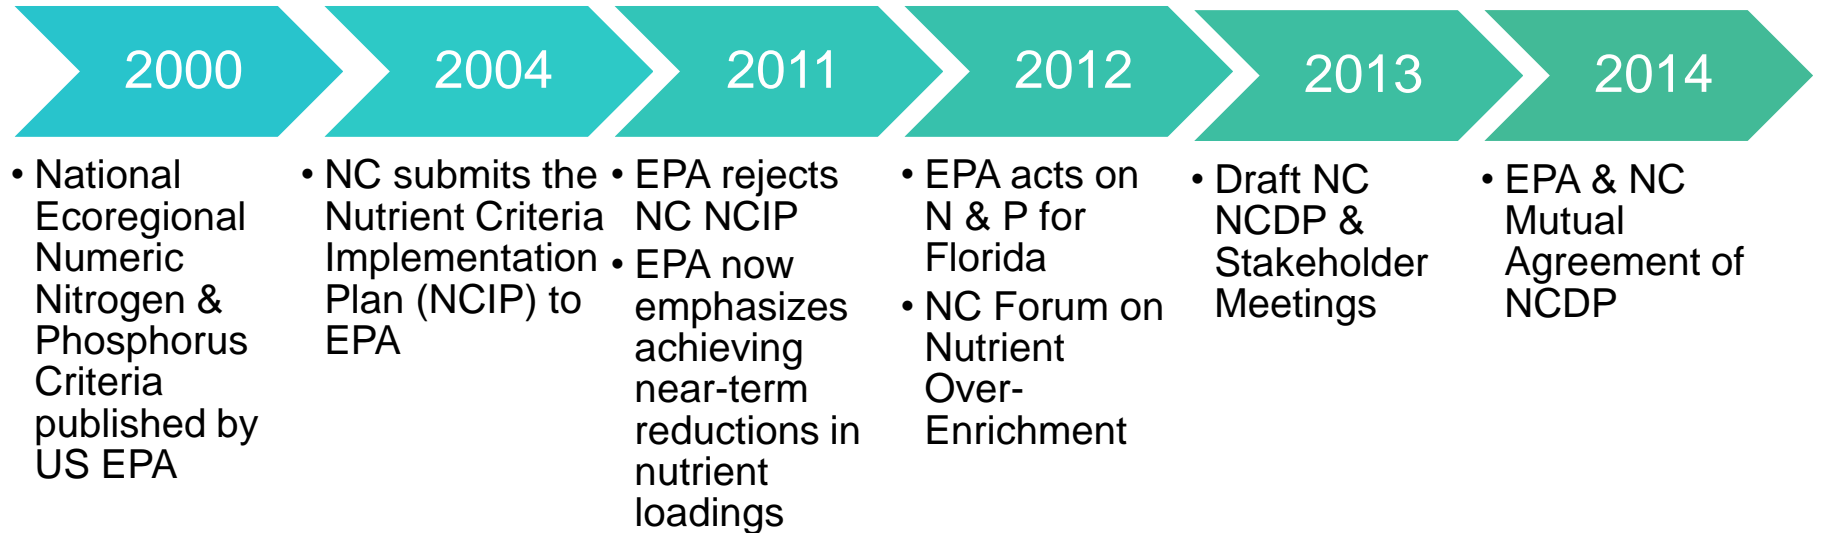 2000
• National
Ecoregional
Numeric
Nitrogen &
Phosphorus
Criteria
published by
US EPA
2004
• NC submits the
Nutrient Criteria
Implementation
Plan (NCIP) to
EPA
2011
• EPA rejects
NC NCIP
• EPA now
emphasizes
achieving
near-term
reductions in
nutrient
loadings
2012
• EPA acts on
N & P for
Florida
• NC Forum on
Nutrient
Over-
Enrichment
2013
• Draft NC
NCDP &
Stakeholder
Meetings
2014
• EPA & NC
Mutual
Agreement of
NCDP